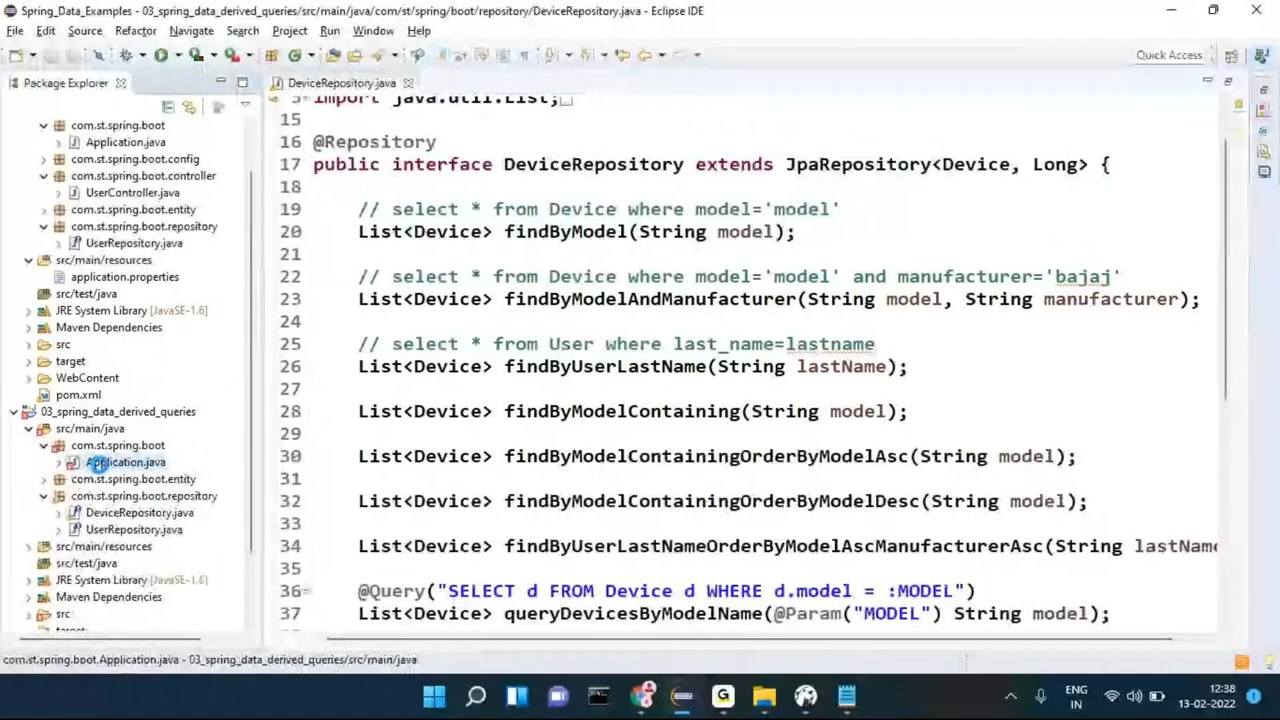 Spring_Data_Examples - 03_spring_data_derived_queries/src/main/java/com/st/spring/boot/repository/DeviceRepository.java - Eclipse IDE
File Edit Source Refactor Navigate Search Project Run Window Help
Quick Access
Package Explorer
com.st.spring.boot
Application.java
com.st.spring.boot.config
com.st.spring.boot.controller
UserController.java
com.st.spring.boot.entity
com.st.spring.boot.repository
UserRepository.java
src/main/resources
application.properties
src/test/java
JRE System Library [JavaSE-1.6]
Maven Dependencies
src
target
WebContent
pom.xml
03_spring_data_derived_queries
src/main/java
com.st.spring.boot
Application.java
com.st.spring.boot.entity
com.st.spring.boot.repository
DeviceRepository.java
UserRepository.java
src/main/resources
src/test/java
JRE System Library [JavaSE-1.6]
Maven Dependencies
src
target
DeviceRepository.java
3 import java.util.List;
15
16 @Repository
17 public interface DeviceRepository extends JpaRepository<Device, Long> {
18
19 // select * from Device where model='model'
20 List<Device> findByModel(String model);
21
22 // select * from Device where model='model' and manufacturer='bajaj'
23 List<Device> findByModelAndManufacturer(String model, String manufacturer);
24
25 // select * from User where last_name=lastname
26 List<Device> findByUserLastName(String lastName);
27
28 List<Device> findByModelContaining(String model);
29
30 List<Device> findByModelContainingOrderByModelAsc(String model);
31
32 List<Device> findByModelContainingOrderByModelDesc(String model);
33
34 List<Device> findByUserLastNameOrderByModelAscManufacturerAsc(String lastName
35
36 @Query("SELECT d FROM Device d WHERE d.model = :MODEL")
37 List<Device> queryDevicesByModelName(@Param("MODEL") String model);
com.st.spring.boot.Application.java - 03_spring_data_derived_queries/src/main/java
ENG
IN
12:38
13-02-2022